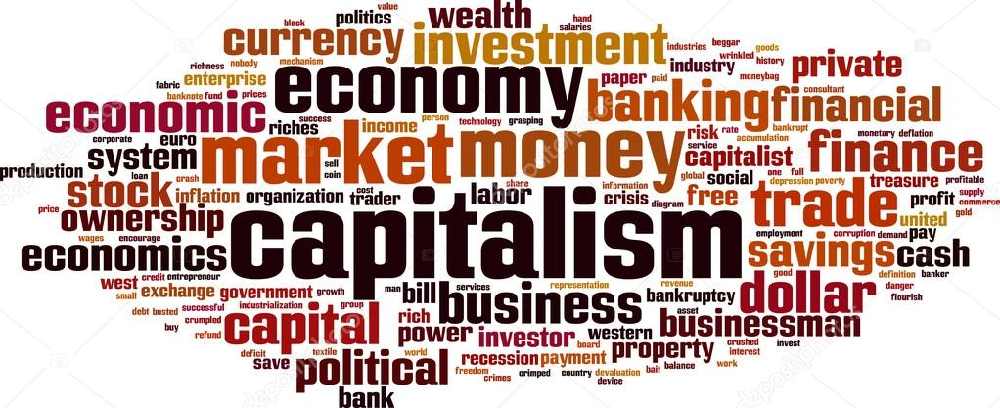 value
wealth
politics
black
hand
salaries
currency
investment
industries
beggar
goods
wrinkled
history
nobody
mechanism
richness
industry
moneybag
private
fabric
enterprise
economy
paper
paid
consultant
banknote
fund
prices
banking
financial
economic
success
riches
income
person
technology
grasping
risk
rate
bankrupt
monetary
deflation
corporate
euro
market
money
service
accumulation
capitalist
finance
system
sell
coin
production
loan
crash
global
social
one
full
depression
poverty
treasure
profitable
stock
inflation
organization
cost
trader
share
labor
information
crisis
diagram
free
trade
profit
supply
commerce
gold
price
ownership
capitalism
united
wages
encourage
employment
corruption
demand
pay
economics
savings
cash
west
credit
entrepreneur
good
definition
banker
small
exchange
government
growth
man
bill
services
representation
revenue
bankruptcy
dollar
danger
flourish
debt
busted
successful
industrialization
group
asset
business
crumpled
capital
rich
businessman
buy
refund
power
investor
western
board
property
crushed
interest
invest
deficit
textile
world
recession
payment
save
political
freedom
crimes
crimped
country
devaluation
device
bait
balance
work
bank
depositphotos